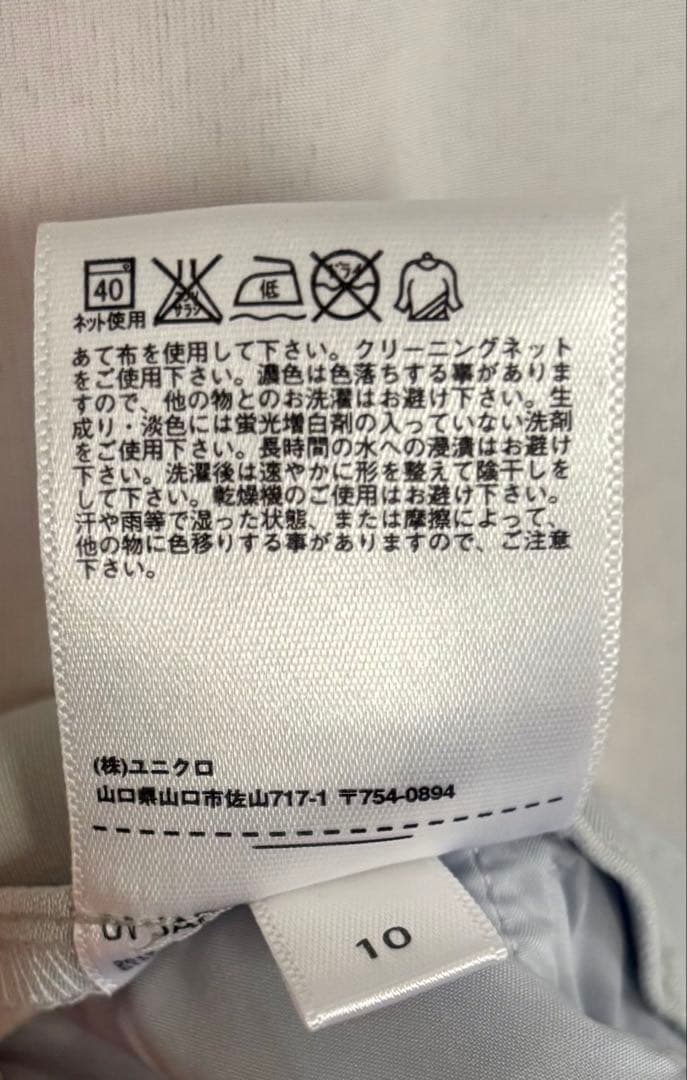 40
ネット使用
エンソ
サラシ
低
ドライ
あて布を使用して下さい。クリーニングネット
をご使用下さい。濃色は色落ちする事がありま
すので、他の物とのお洗濯はお避け下さい。生
成り・淡色には蛍光増白剤の入っていない洗剤
をご使用下さい。長時間の水への浸漬はお避け
下さい。洗濯後は速やかに形を整えて陰干しを
して下さい。乾燥機のご使用はお避け下さい。
汗や雨等で湿った状態、または摩擦によって、
他の物に色移りする事がありますので、ご注意
下さい。
(株)ユニクロ
山口県山口市佐山717-1 〒754-0894
10